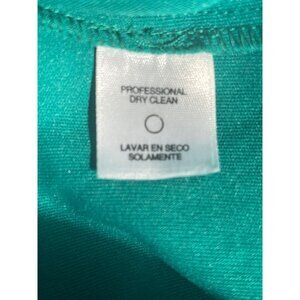 PROFESSIONAL
DRY CLEAN
LAVAR EN SECO
SOLAMENTE